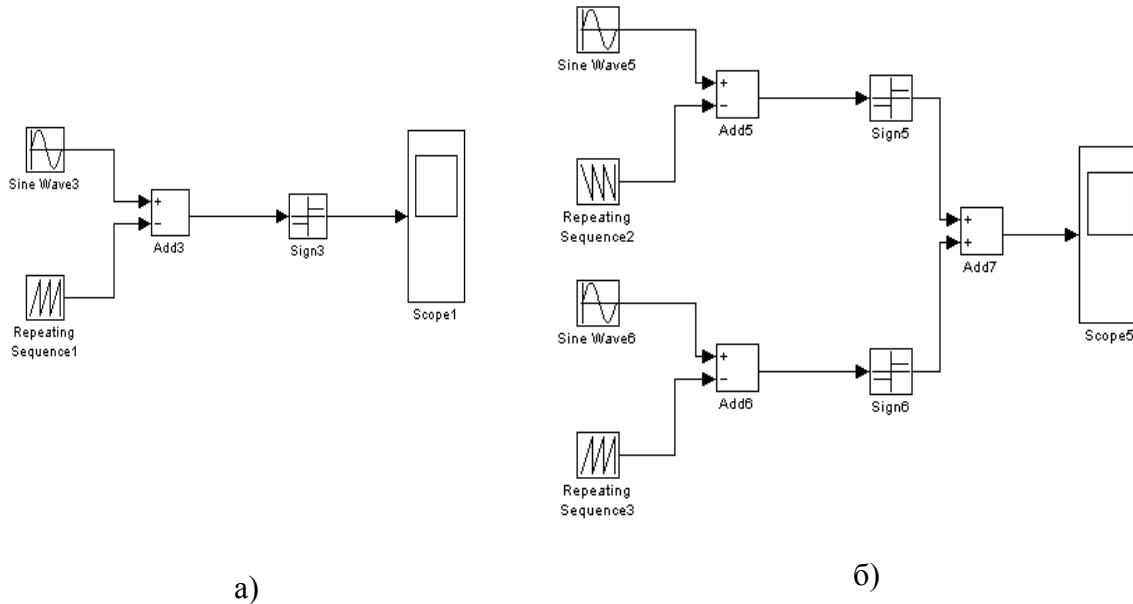 Sine Wave3
+
−
Add3
Repeating
Sequence1
Sign3
Scope1
а)
Sine Wave5
+
−
Add5
Repeating
Sequence2
Sign5
Sine Wave6
+
−
Add6
Repeating
Sequence3
Sign6
+
+
Add7
Scope5
б)